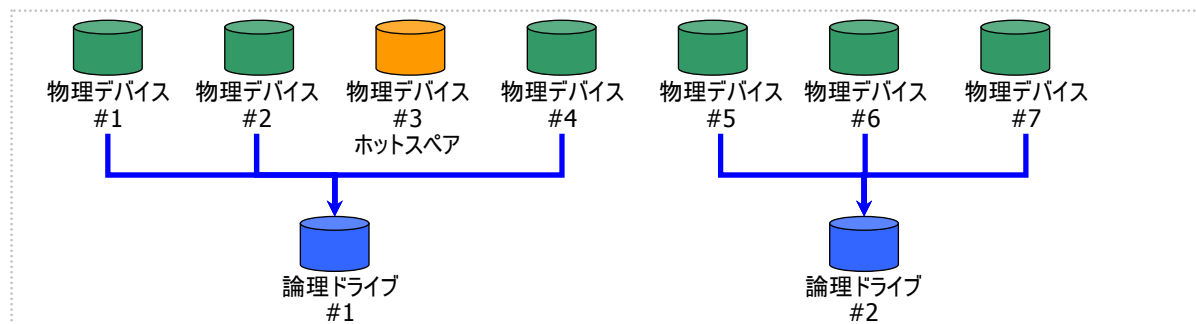 物理デバイス
#1
物理デバイス
#2
物理デバイス
#3
ホットスペア
物理デバイス
#4
物理デバイス
#5
物理デバイス
#6
物理デバイス
#7
論理ドライブ
#1
論理ドライブ
#2